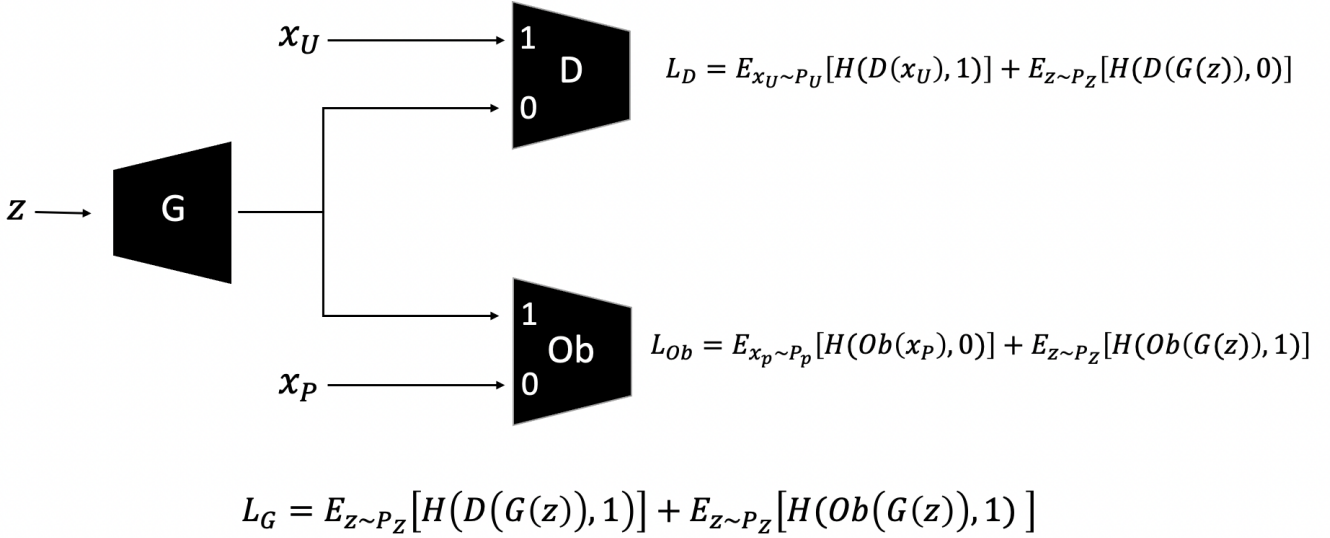 x_U
1
D
0
L_D = E_{x_U~P_U}[H(D(x_U), 1)] + E_{z~P_Z}[H(D(G(z)), 0)]
z
G
1
Ob
0
x_P
L_{Ob} = E_{x_p~P_p}[H(Ob(x_P), 0)] + E_{z~P_Z}[H(Ob(G(z)), 1)]
L_G = E_{z~P_Z}[H(D(G(z)), 1)] + E_{z~P_Z}[H(Ob(G(z)), 1) ]